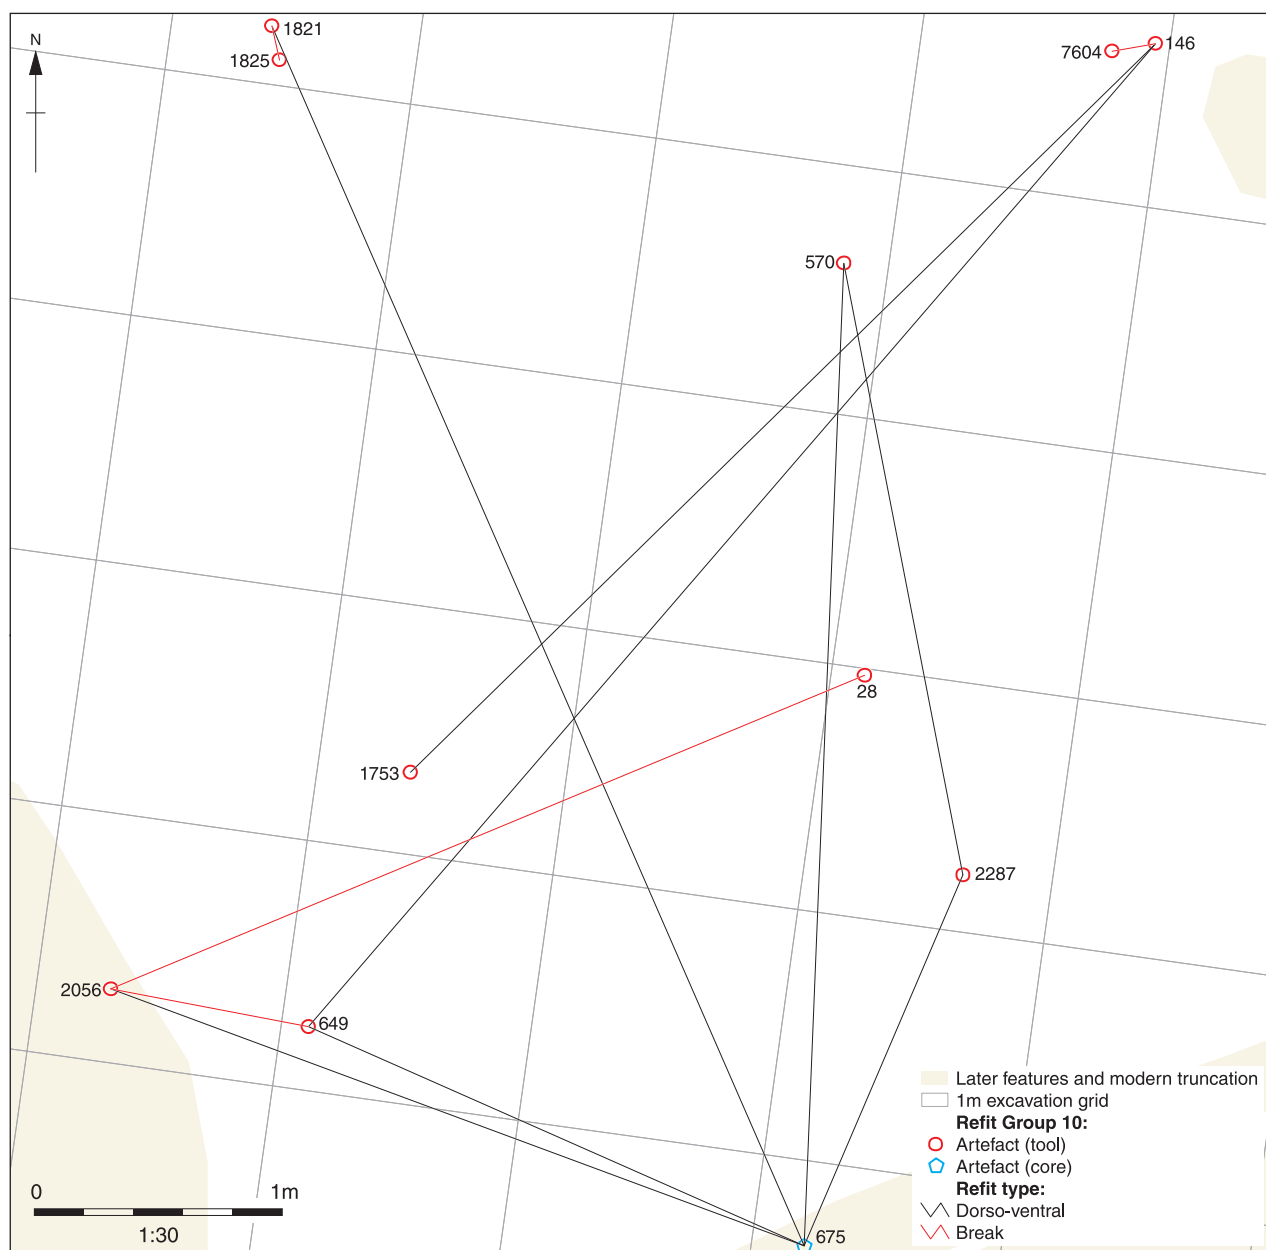 1821
N
146
7604
1825
570
28
1753
2287
2056
649
Later features and modern truncation
1m excavation grid
Refit Group 10:
Artefact (tool)
Artefact (core)
Refit type:
Dorso-ventral
Break
0 1m
1:30
675